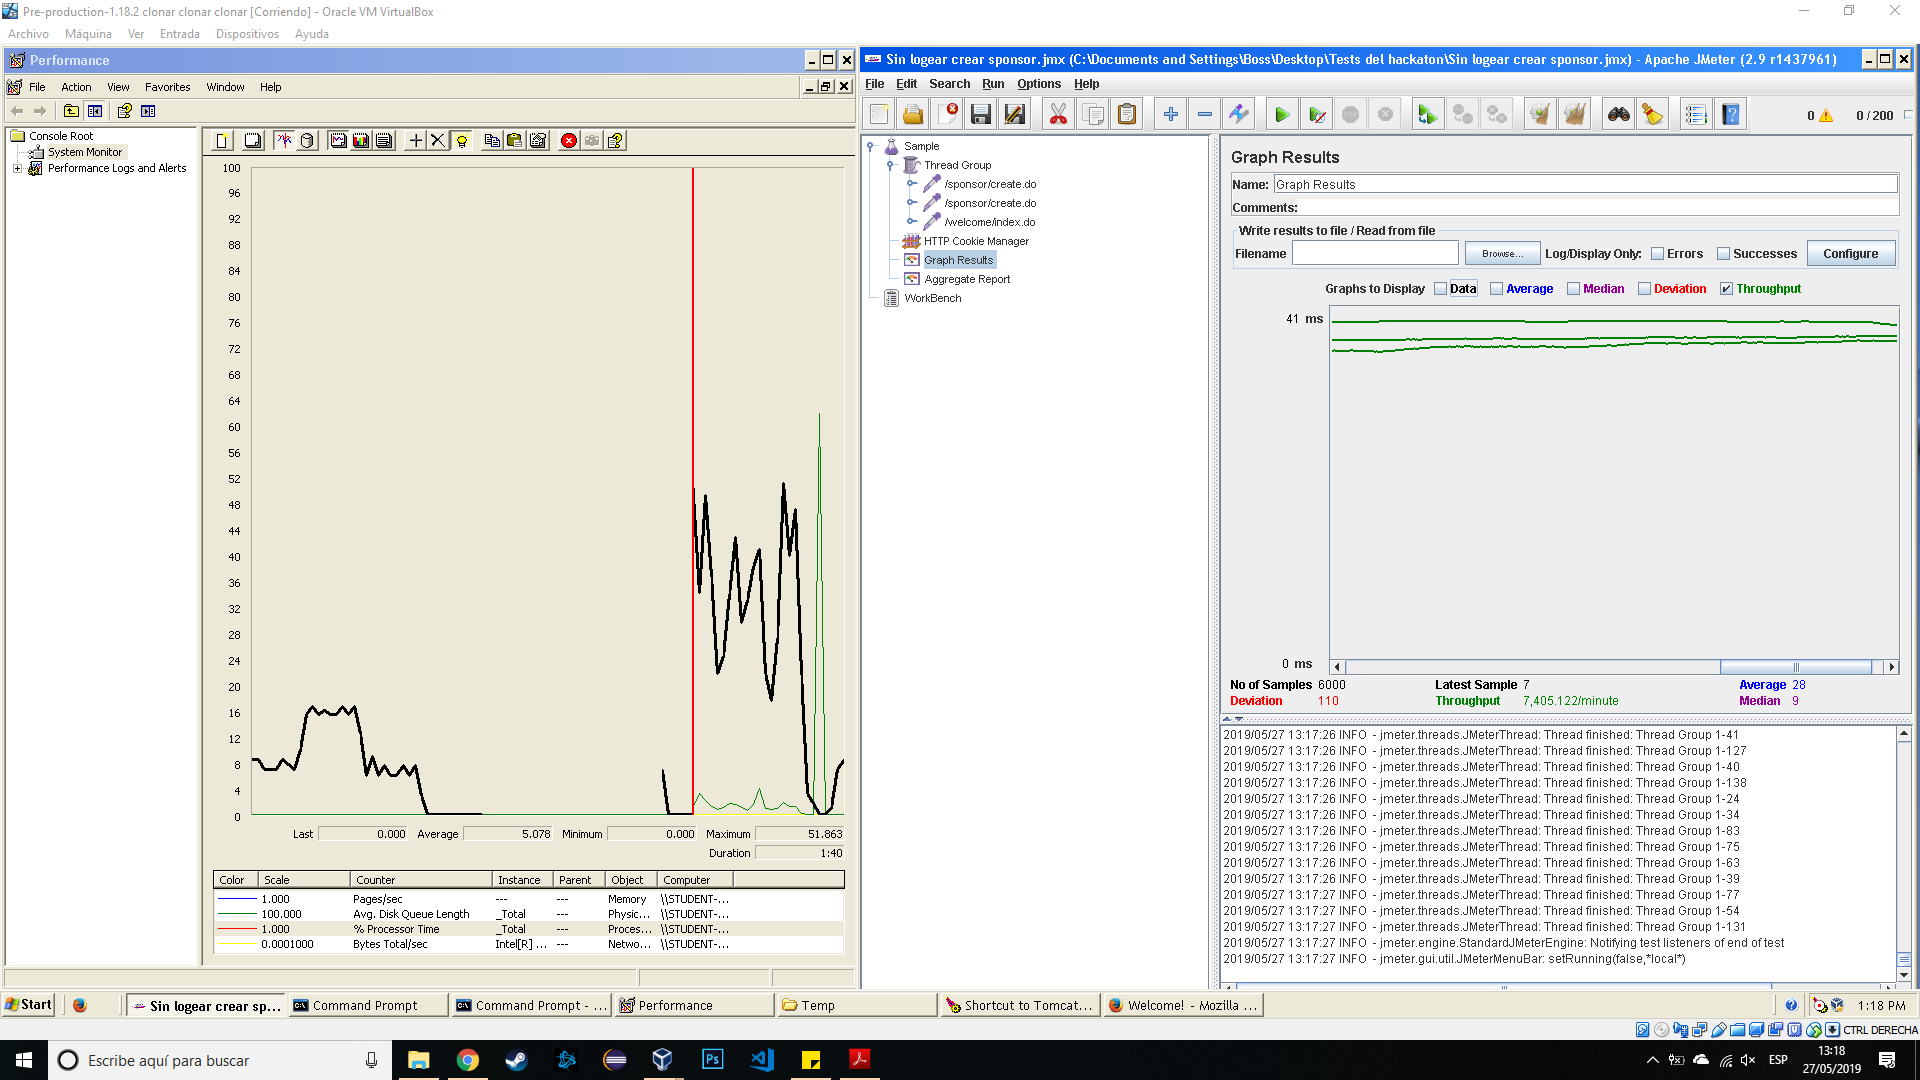 Pre-production-1.18.2 clonar clonar clonar [Corriendo] - Oracle VM VirtualBox
Archivo Máquina Ver Entrada Dispositivos Ayuda
Performance
File Action View Favorites Window Help
Console Root
System Monitor
Performance Logs and Alerts
100
96
92
88
84
80
76
72
68
64
60
56
52
48
44
40
36
32
28
24
20
16
12
8
4
0
Last 0.000 Average 5.078 Minimum 0.000 Maximum 51.863
Duration 1:40
Color Scale Counter Instance Parent Object Computer
1.000 Pages/sec --- --- Memory \\STUDENT-...
100.000 Avg. Disk Queue Length _Total --- Physic... \\STUDENT-...
1.000 % Processor Time _Total --- Proces... \\STUDENT-...
0.0001000 Bytes Total/sec Intel[R] ... --- Netwo... \\STUDENT-...
Sin logear crear sponsor.jmx (C:\Documents and Settings\Boss\Desktop\Tests del hackaton\Sin logear crear sponsor.jmx) - Apache JMeter (2.9 r1437961)
File Edit Search Run Options Help
0 0 / 200
Sample
Thread Group
/sponsor/create.do
/sponsor/create.do
/welcome/index.do
HTTP Cookie Manager
Graph Results
Aggregate Report
WorkBench
Graph Results
Name: Graph Results
Comments:
Write results to file / Read from file
Filename Browse... Log/Display Only: Errors Successes Configure
Graphs to Display Data Average Median Deviation Throughput
41 ms
0 ms
No of Samples 6000 Latest Sample 7 Average 28
Deviation 110 Throughput 7,405.122/minute Median 9
2019/05/27 13:17:26 INFO - jmeter.threads.JMeterThread: Thread finished: Thread Group 1-41
2019/05/27 13:17:26 INFO - jmeter.threads.JMeterThread: Thread finished: Thread Group 1-127
2019/05/27 13:17:26 INFO - jmeter.threads.JMeterThread: Thread finished: Thread Group 1-40
2019/05/27 13:17:26 INFO - jmeter.threads.JMeterThread: Thread finished: Thread Group 1-138
2019/05/27 13:17:26 INFO - jmeter.threads.JMeterThread: Thread finished: Thread Group 1-24
2019/05/27 13:17:26 INFO - jmeter.threads.JMeterThread: Thread finished: Thread Group 1-34
2019/05/27 13:17:26 INFO - jmeter.threads.JMeterThread: Thread finished: Thread Group 1-83
2019/05/27 13:17:26 INFO - jmeter.threads.JMeterThread: Thread finished: Thread Group 1-75
2019/05/27 13:17:26 INFO - jmeter.threads.JMeterThread: Thread finished: Thread Group 1-63
2019/05/27 13:17:26 INFO - jmeter.threads.JMeterThread: Thread finished: Thread Group 1-39
2019/05/27 13:17:27 INFO - jmeter.threads.JMeterThread: Thread finished: Thread Group 1-77
2019/05/27 13:17:27 INFO - jmeter.threads.JMeterThread: Thread finished: Thread Group 1-54
2019/05/27 13:17:27 INFO - jmeter.threads.JMeterThread: Thread finished: Thread Group 1-131
2019/05/27 13:17:27 INFO - jmeter.engine.StandardJMeterEngine: Notifying test listeners of end of test
2019/05/27 13:17:27 INFO - jmeter.gui.util.JMeterMenuBar: setRunning(false,*local*)
Start Sin logear crear sp... Command Prompt Command Prompt - ... Performance Temp Shortcut to Tomcat... Welcome! - Mozilla ... 1:18 PM
CTRL DERECHA
Escribe aquí para buscar
Ps
ESP
13:18
27/05/2019